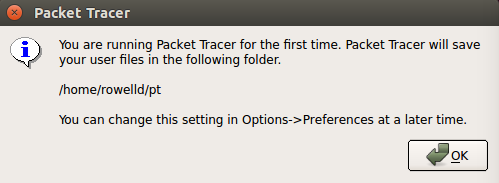 Packet Tracer
You are running Packet Tracer for the first time. Packet Tracer will save
your user files in the following folder.
/home/rowelld/pt
You can change this setting in Options->Preferences at a later time.
OK